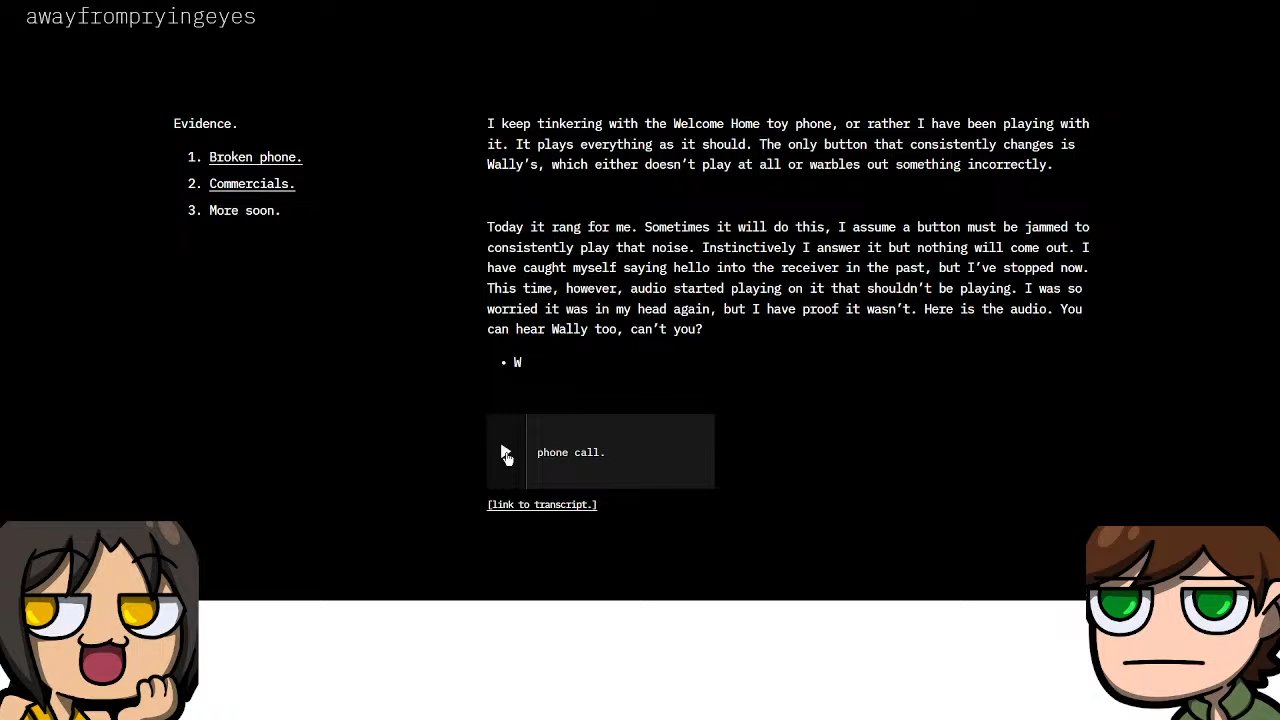 awayfrompryingeyes
Evidence.
1. Broken phone.
2. Commercials.
3. More soon.
I keep tinkering with the Welcome Home toy phone, or rather I have been playing with
it. It plays everything as it should. The only button that consistently changes is
Wally's, which either doesn't play at all or warbles out something incorrectly.
Today it rang for me. Sometimes it will do this, I assume a button must be jammed to
consistently play that noise. Instinctively I answer it but nothing will come out. I
have caught myself saying hello into the receiver in the past, but I've stopped now.
This time, however, audio started playing on it that shouldn't be playing. I was so
worried it was in my head again, but I have proof it wasn't. Here is the audio. You
can hear Wally too, can't you?
• W
phone call.
[link to transcript.]